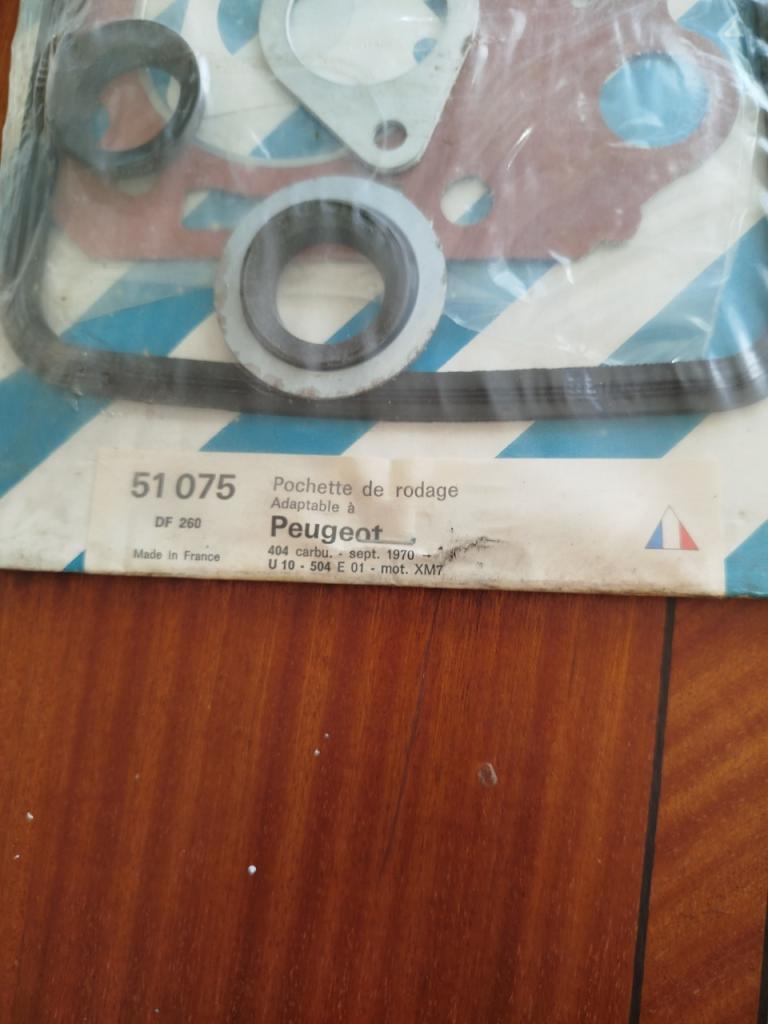 51 075
DF 260
Made in France
Pochette de rodage
Adaptable à
Peugeot
404 carbu. - sept. 1970 →
U 10 - 504 E 01 - mot. XM7